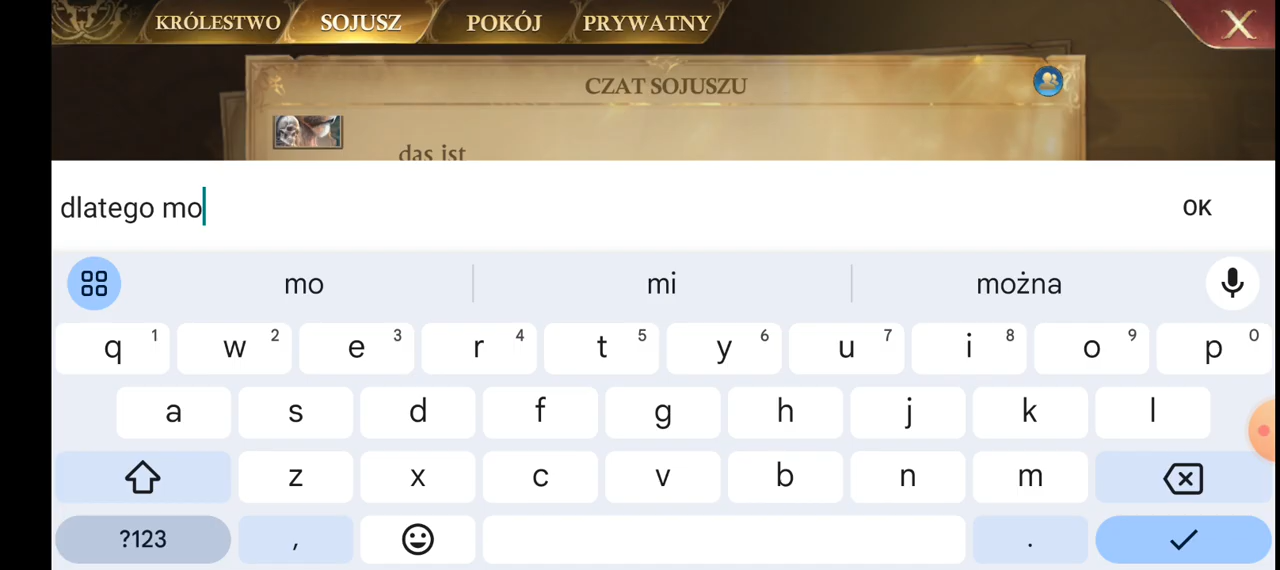 KRÓLESTWO SOJUSZ POKÓJ PRYWATNY X
CZAT SOJUSZU
das ist
dlatego mo OK
mo mi można
q 1 w 2 e 3 r 4 t 5 y 6 u 7 i 8 o 9 p 0
a s d f g h j k l
z x c v b n m
?123 , .